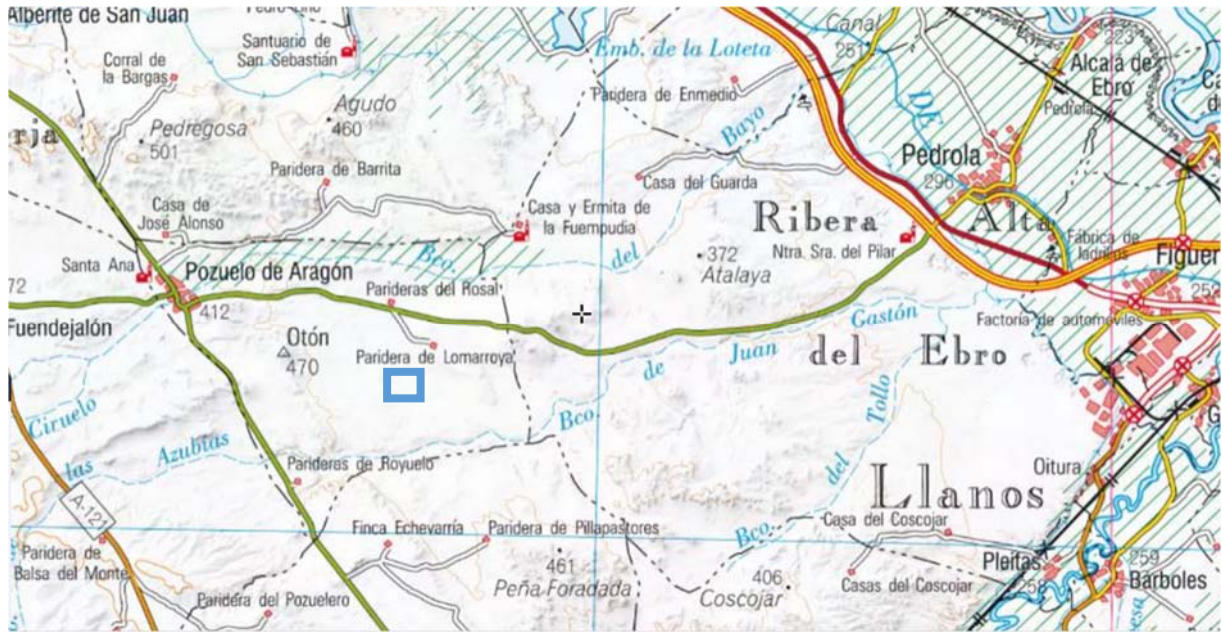 Alberite de San Juan
Santuario de
San Sebastián
Corral de
la Bargas
Agudo
460
Pedregosa
501
rja
Paridera de Barrita
Casa de
José Alonso
Santa Ana
Pozuelo de Aragón
412
72
Fuendejalón
Casa y Ermita de
la Fuempudia
Bco.
del
Bayo
Parideras del Rosal
Otón
470
Paridera de Lomarroya
Ciruelo
las
Azubias
Parideras de Royuelo
A-121
Paridera de
Balsa del Monte
Paridera del Pozuelero
Finca Echevarría
Paridera de Pillapastores
461
Peña Foradada
Emb. de la Loteta
Canal
251
Paridera de Enmedio
Casa del Guarda
372
Atalaya
Ribera
Alta
del
Ebro
Ntra. Sra. del Pilar
Pedrola
296
DE
223
Alcalá de
Ebro
Pedrola
Fábrica de
ladrillos
Figuer
252
Factoría de automóviles
Bco.
de
Juan
Gastón
Bco.
del
Tollo
Llanos
Casa del Coscojar
Casas del Coscojar
406
Coscojar
Oitura
Pleitas
258
259
Bárboles